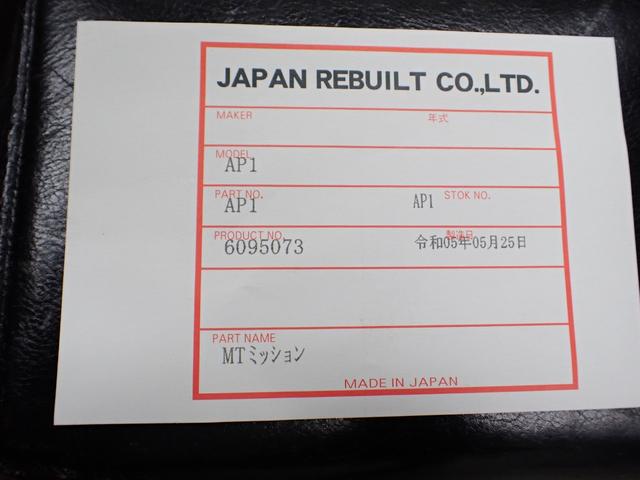 JAPAN REBUILT CO.,LTD.
MAKER 年式
MODEL
AP1
PART NO. STOK NO.
AP1 AP1
PRODUCT NO. 製造日
6095073 令和05年05月25日
PART NAME
MTミッション
MADE IN JAPAN